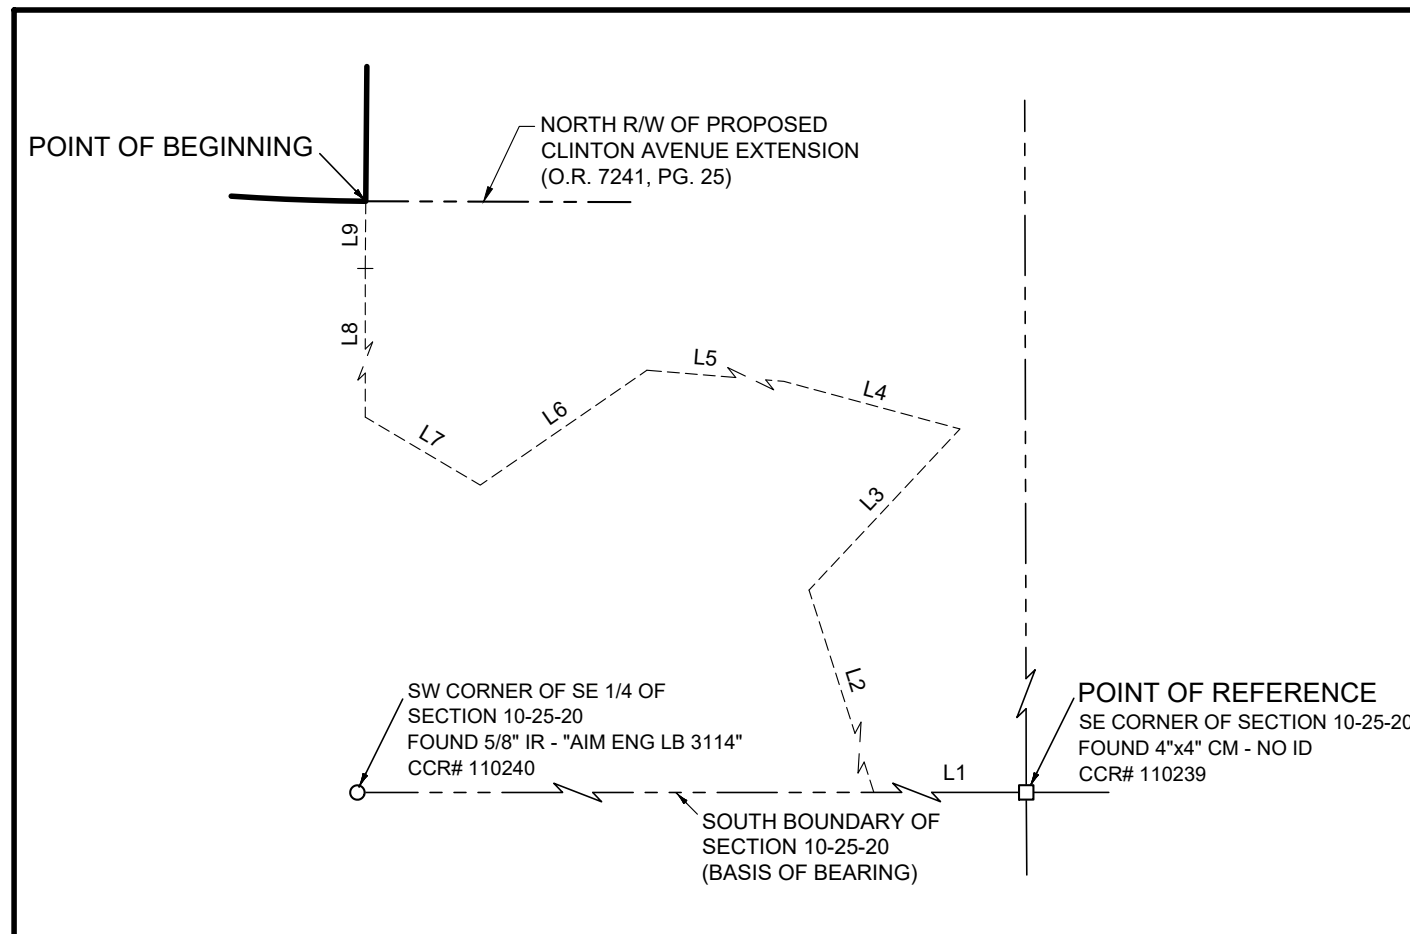 NORTH R/W OF PROPOSED
CLINTON AVENUE EXTENSION
(O.R. 7241, PG. 25)
POINT OF BEGINNING
L9
L8
L5
L4
L6
L7
L3
L2
SW CORNER OF SE 1/4 OF
SECTION 10-25-20
FOUND 5/8" IR - "AIM ENG LB 3114"
CCR# 110240
POINT OF REFERENCE
SE CORNER OF SECTION 10-25-20
FOUND 4"x4" CM - NO ID
CCR# 110239
L1
SOUTH BOUNDARY OF
SECTION 10-25-20
(BASIS OF BEARING)